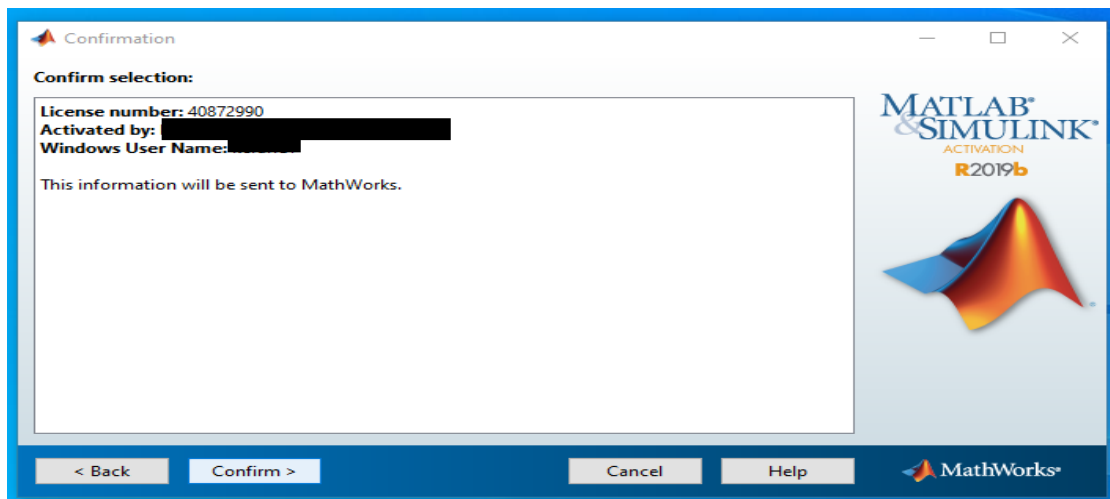 Confirmation
Confirm selection:
License number: 40872990
Activated by:
Windows User Name:
This information will be sent to MathWorks.
MATLAB®
&SIMULINK®
ACTIVATION
R2019b
< Back
Confirm >
Cancel
Help
MathWorks®